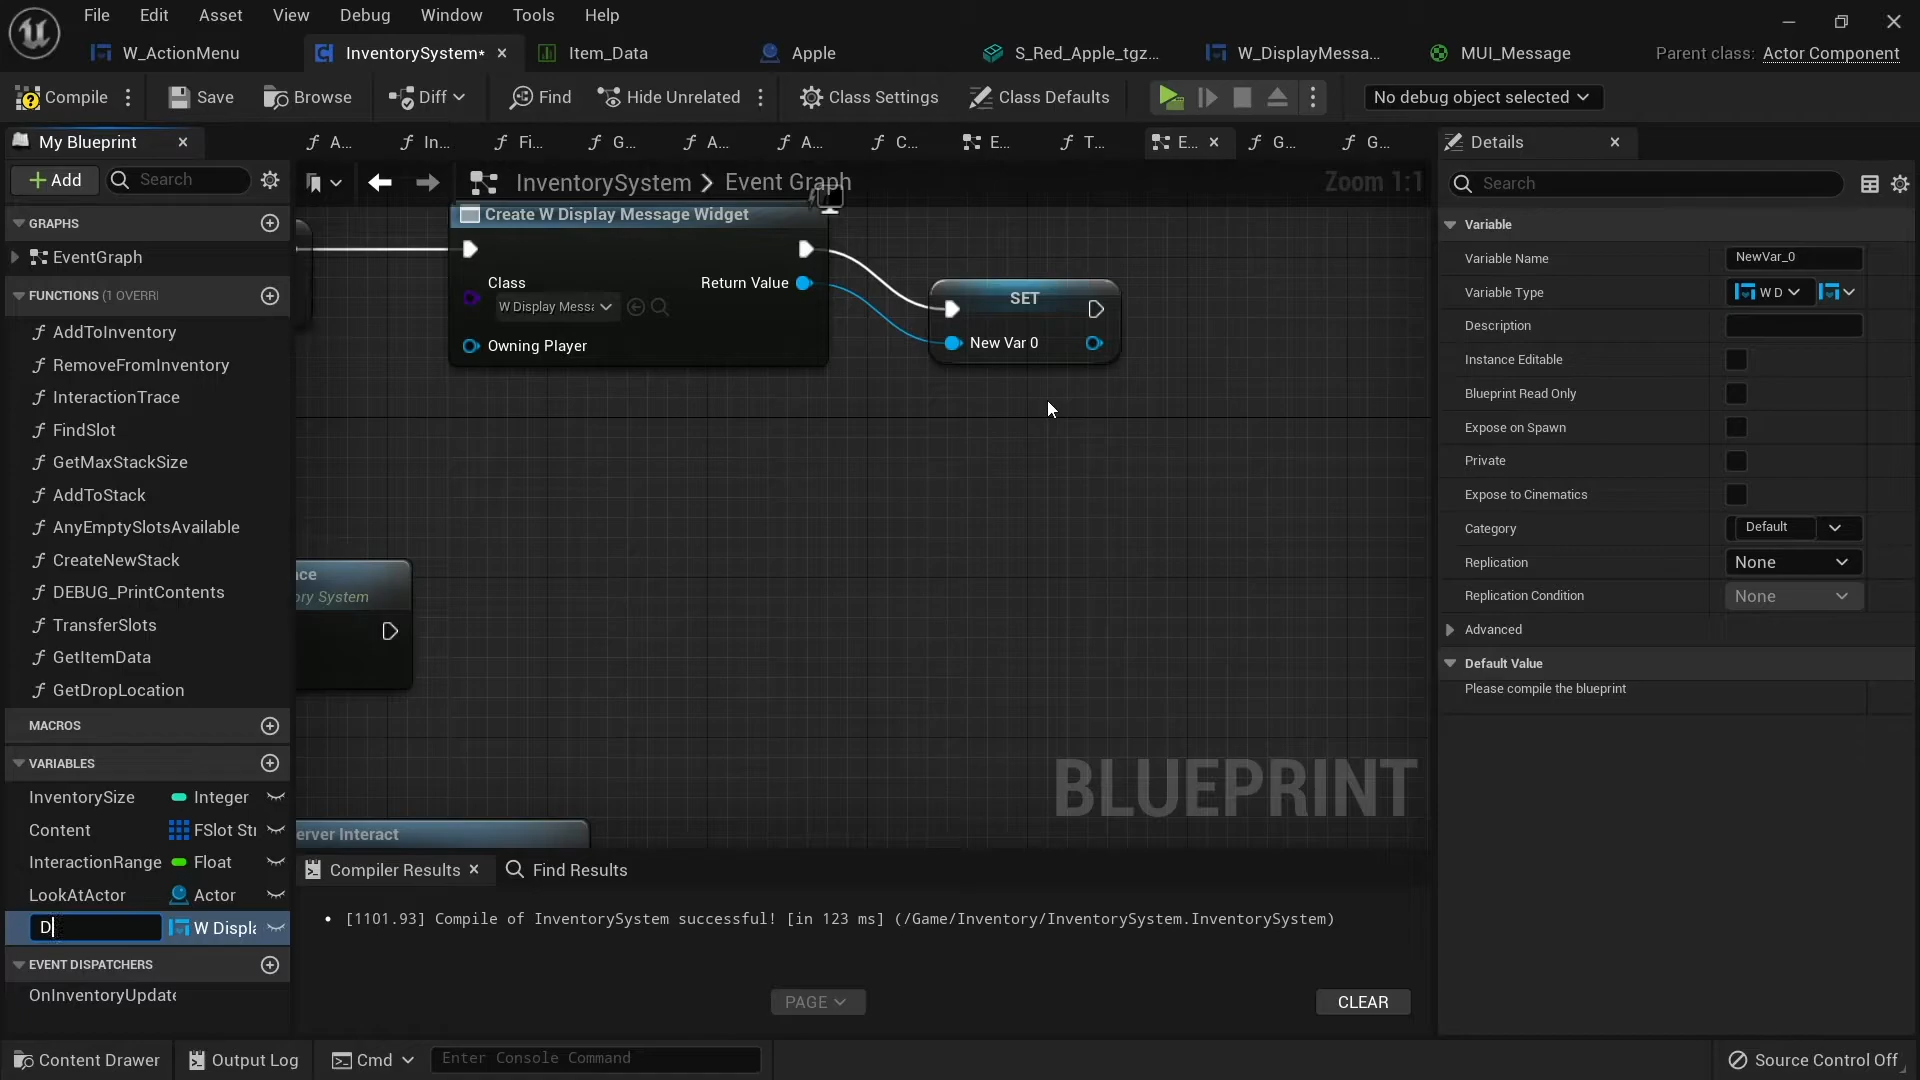 File Edit Asset View Debug Window Tools Help
W_ActionMenu InventorySystem* Item_Data Apple S_Red_Apple_tgz... W_DisplayMessa... MUI_Message Parent class: Actor Component
Compile Save Browse Diff Find Hide Unrelated Class Settings Class Defaults No debug object selected
My Blueprint A... In... Fi... G... A... A... C... E... T... E... G... G... Details
+ Add Search InventorySystem > Event Graph Zoom 1:1 Search
GRAPHS
EventGraph
FUNCTIONS (1 OVERRI
AddToInventory
RemoveFromInventory
InteractionTrace
FindSlot
GetMaxStackSize
AddToStack
AnyEmptySlotsAvailable
CreateNewStack
DEBUG_PrintContents
TransferSlots
GetItemData
GetDropLocation
MACROS
VARIABLES
InventorySize Integer
Content FSlot Str
InteractionRange Float
LookAtActor Actor
D W Displa
EVENT DISPATCHERS
OnInventoryUpdate
Create W Display Message Widget
Class Return Value
W Display Messa
Owning Player
SET
New Var 0
ce
ory System
erver Interact
BLUEPRINT
Compiler Results Find Results
• [1101.93] Compile of InventorySystem successful! [in 123 ms] (/Game/Inventory/InventorySystem.InventorySystem)
PAGE CLEAR
Variable
Variable Name NewVar_0
Variable Type W D
Description
Instance Editable
Blueprint Read Only
Expose on Spawn
Private
Expose to Cinematics
Category Default
Replication None
Replication Condition None
Advanced
Default Value
Please compile the blueprint
Content Drawer Output Log Cmd Enter Console Command Source Control Off